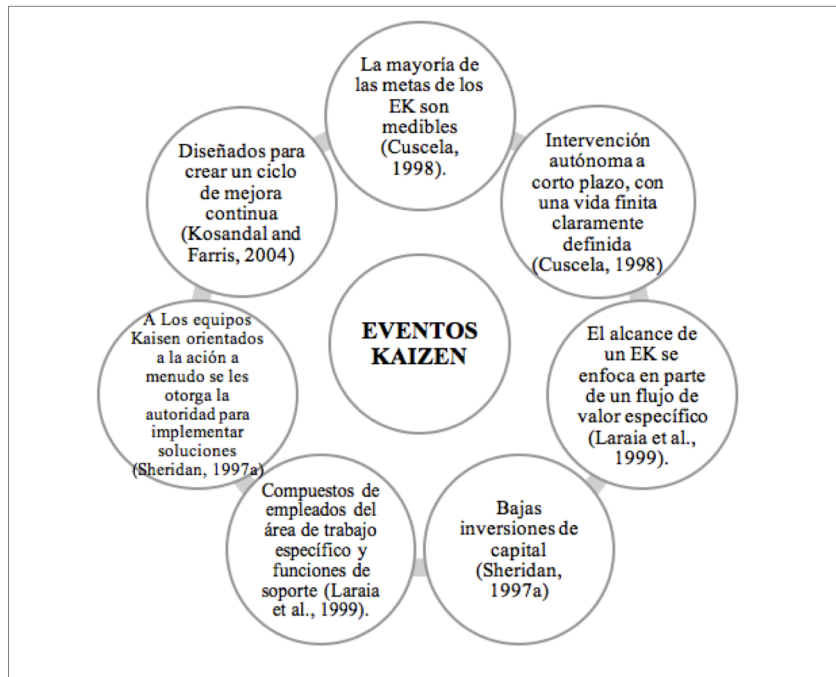 La mayoría de
las metas de los
EK son
medibles
(Cuscela,
1998).
Intervención
autónoma a
corto plazo, con
una vida finita
claramente
definida
(Cuscela, 1998)
El alcance de
un EK se
enfoca en parte
de un flujo de
valor específico
(Laraia et al.,
1999).
Bajas
inversiones de
capital
(Sheridan,
1997a)
Compuestos de
empleados del
área de trabajo
específico y
funciones de
soporte (Laraia
et al., 1999).
A Los equipos
Kaisen orientados
a la ación a
menudo se les
otorga la
autoridad para
implementar
soluciones
(Sheridan, 1997a)
Diseñados para
crear un ciclo
de mejora
continua
(Kosandal and
Farris, 2004)
EVENTOS
KAIZEN